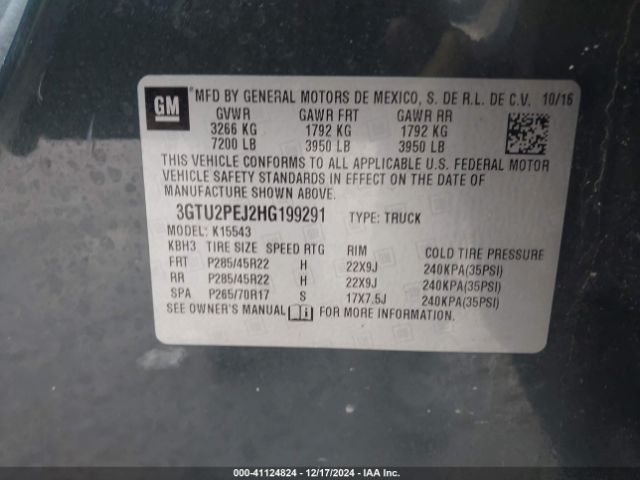 GM
MFD BY GENERAL MOTORS DE MEXICO, S. DE R.L. DE C.V. 10/16
GVWR GAWR FRT GAWR RR
3266 KG 1792 KG 1792 KG
7200 LB 3950 LB 3950 LB
THIS VEHICLE CONFORMS TO ALL APPLICABLE U.S. FEDERAL MOTOR
VEHICLE SAFETY STANDARDS IN EFFECT ON THE DATE OF
MANUFACTURE SHOWN ABOVE.
3GTU2PEJ2HG199291 TYPE: TRUCK
MODEL: K15543
KBH3 TIRE SIZE SPEED RTG RIM COLD TIRE PRESSURE
FRT P285/45R22 H 22X9J 240KPA(35PSI)
RR P285/45R22 H 22X9J 240KPA(35PSI)
SPA P265/70R17 S 17X7.5J 240KPA(35PSI)
SEE OWNER'S MANUAL FOR MORE INFORMATION.
000-41124824 - 12/17/2024 - IAA Inc.